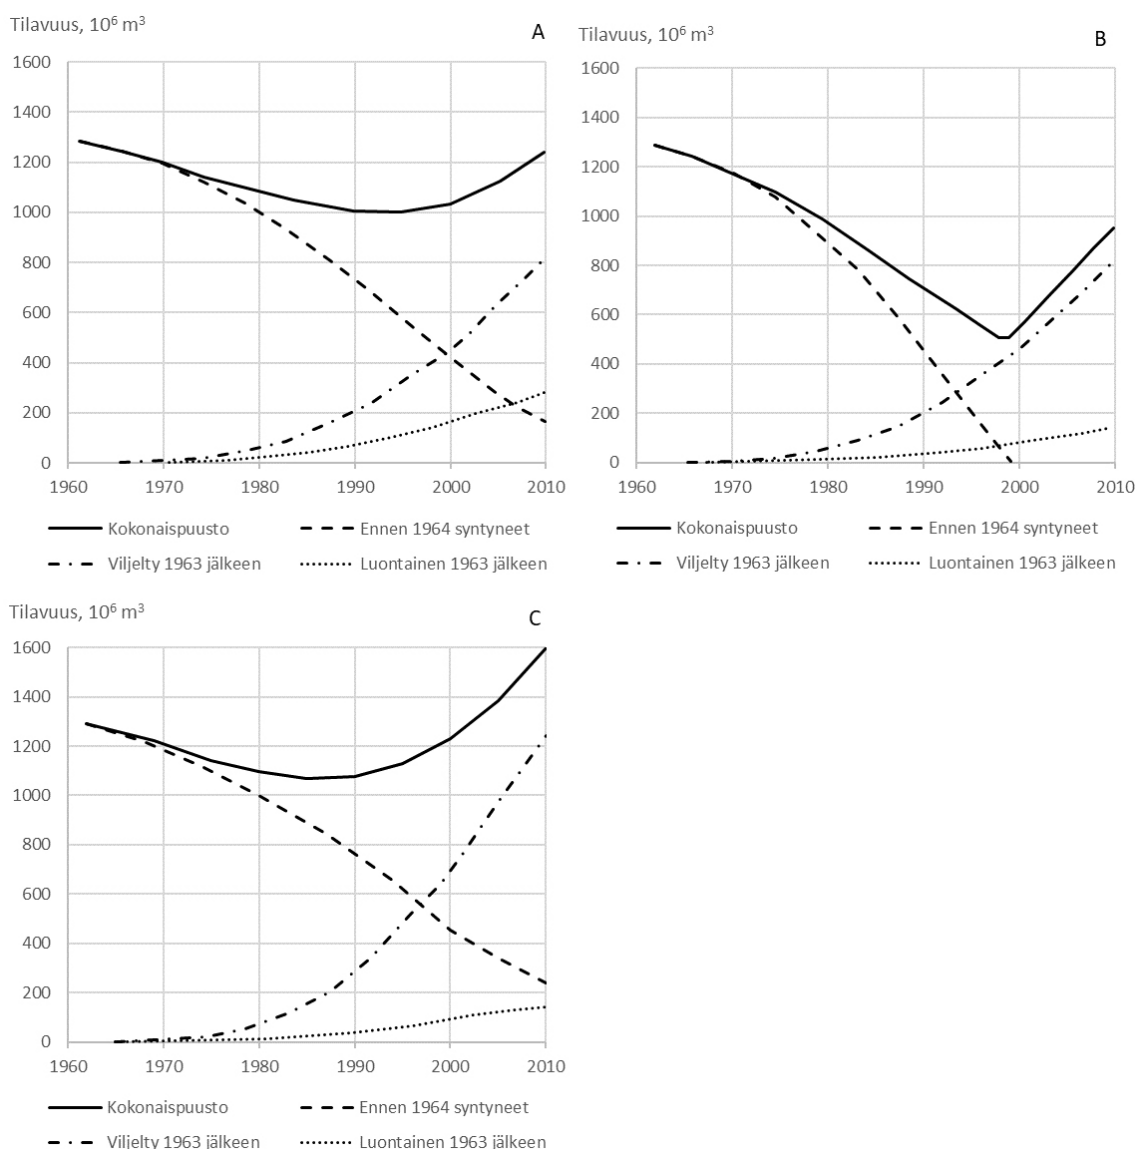 Tilavuus, 10⁶ m³
A
1600
1400
1200
1000
800
600
400
200
0
1960 1970 1980 1990 2000 2010
Kokonaispuusto Ennen 1964 syntyneet
Viljelty 1963 jälkeen Luontainen 1963 jälkeen
Tilavuus, 10⁶ m³
B
1600
1400
1200
1000
800
600
400
200
0
1960 1970 1980 1990 2000 2010
Kokonaispuusto Ennen 1964 syntyneet
Viljelty 1963 jälkeen Luontainen 1963 jälkeen
Tilavuus, 10⁶ m³
C
1600
1400
1200
1000
800
600
400
200
0
1960 1970 1980 1990 2000 2010
Kokonaispuusto Ennen 1964 syntyneet
Viljelty 1963 jälkeen Luontainen 1963 jälkeen